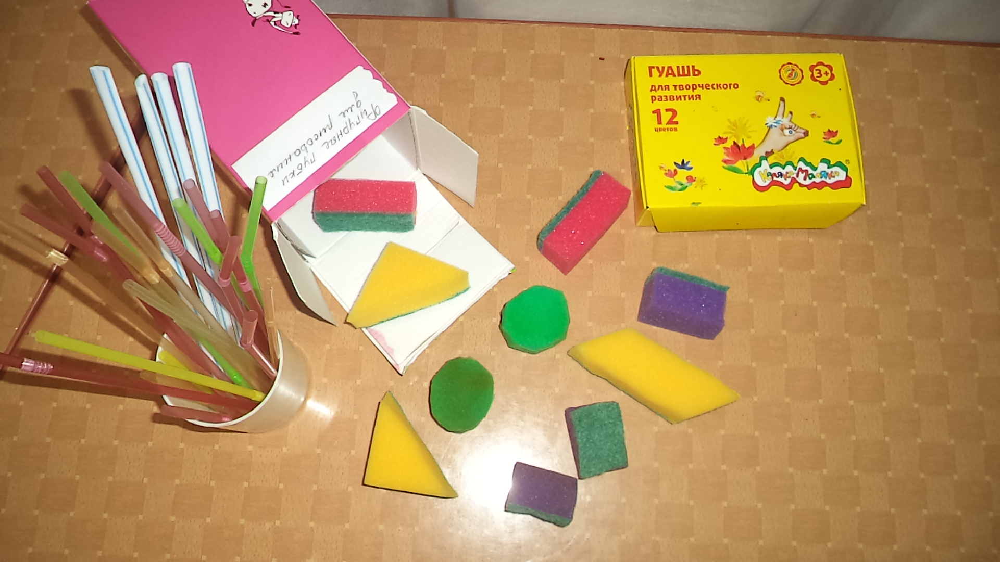 Фигурные губки
для рисования
ГУАШЬ
для творческого
развития
12
цветов
3+
Каляка-Маляка®